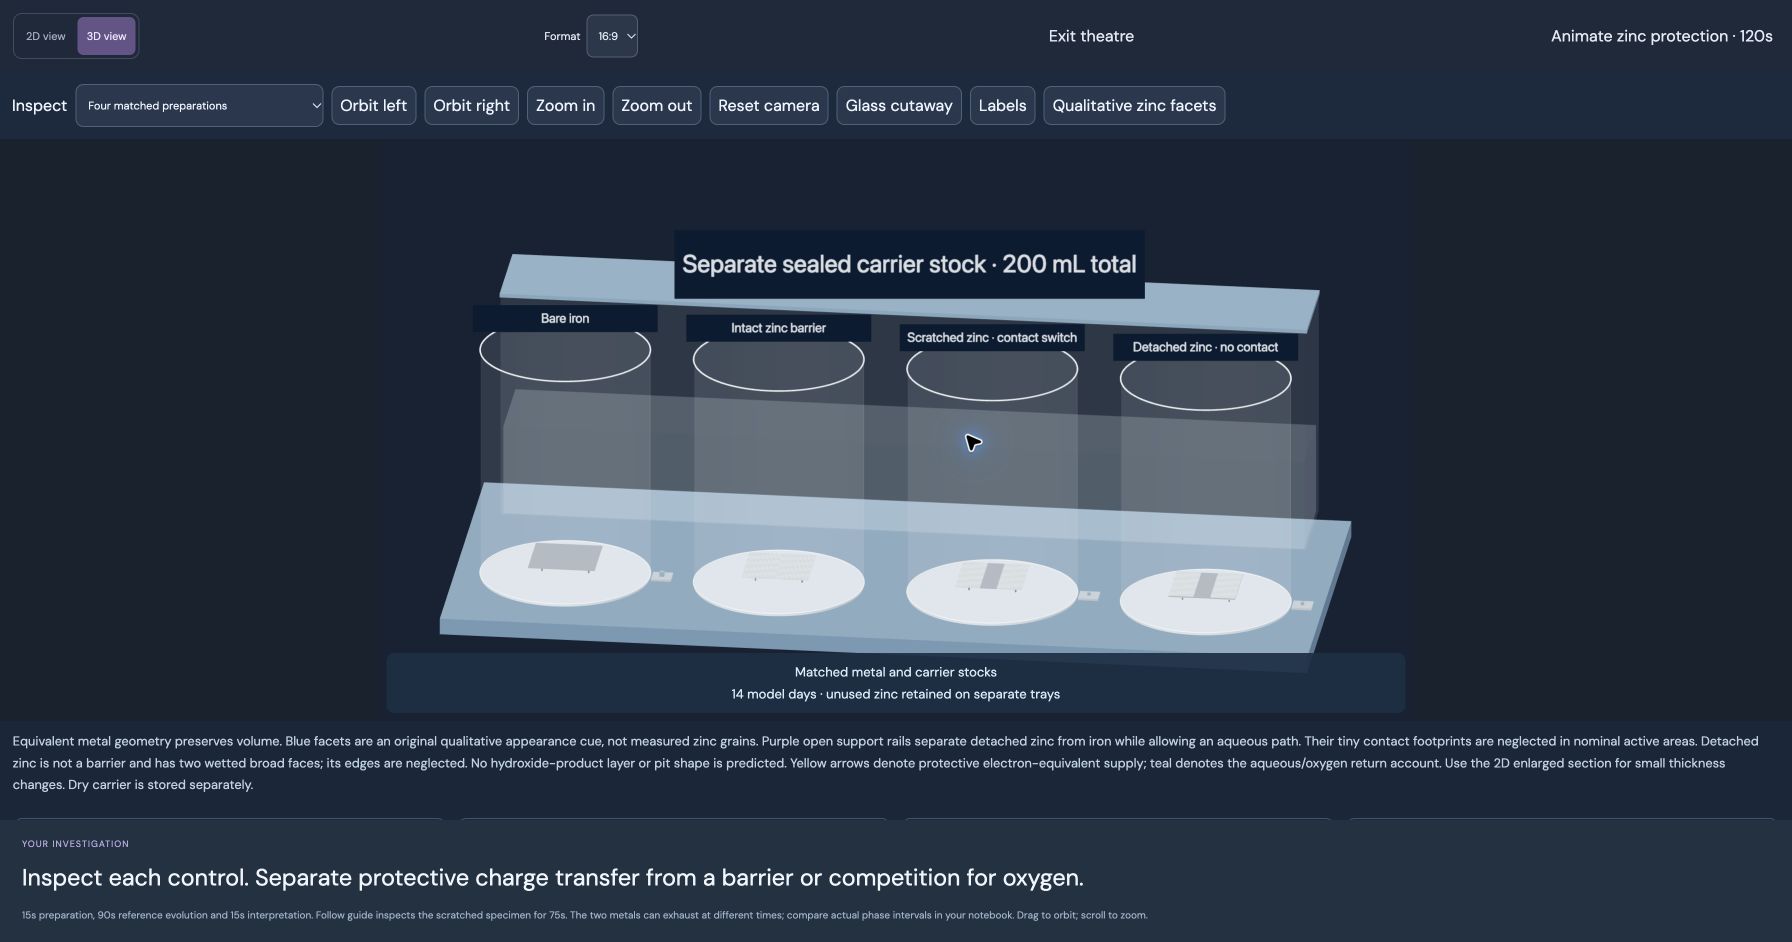 2D view
3D view
Format
16:9
Exit theatre
Animate zinc protection · 120s
Inspect
Four matched preparations
Orbit left
Orbit right
Zoom in
Zoom out
Reset camera
Glass cutaway
Labels
Qualitative zinc facets
Separate sealed carrier stock · 200 mL total
Bare iron
Intact zinc barrier
Scratched zinc · contact switch
Detached zinc · no contact
Matched metal and carrier stocks
14 model days · unused zinc retained on separate trays
Equivalent metal geometry preserves volume. Blue facets are an original qualitative appearance cue, not measured zinc grains. Purple open support rails separate detached zinc from iron while allowing an aqueous path. Their tiny contact footprints are neglected in nominal active areas. Detached
zinc is not a barrier and has two wetted broad faces; its edges are neglected. No hydroxide-product layer or pit shape is predicted. Yellow arrows denote protective electron-equivalent supply; teal denotes the aqueous/oxygen return account. Use the 2D enlarged section for small thickness
changes. Dry carrier is stored separately.
YOUR INVESTIGATION
Inspect each control. Separate protective charge transfer from a barrier or competition for oxygen.
15s preparation, 90s reference evolution and 15s interpretation. Follow guide inspects the scratched specimen for 75s. The two metals can exhaust at different times; compare actual phase intervals in your notebook. Drag to orbit; scroll to zoom.